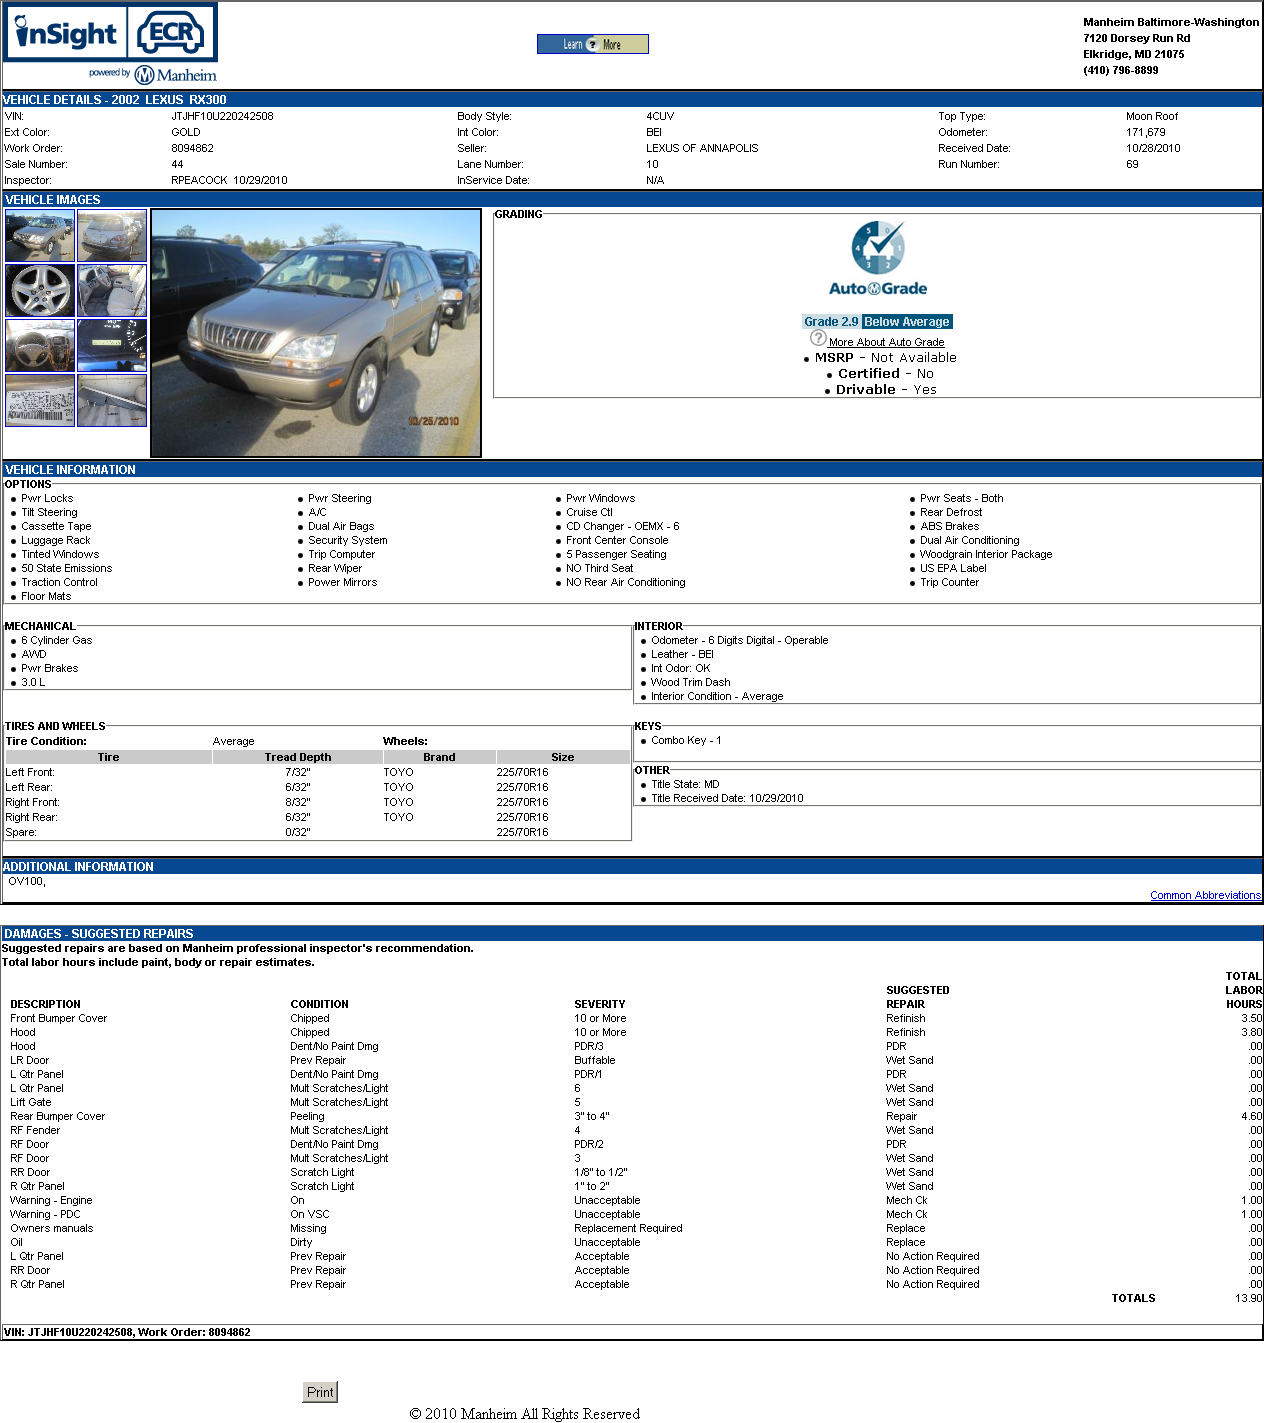 inSight ECR
powered by Manheim
Learn ? More
Manheim Baltimore-Washington
7120 Dorsey Run Rd
Elkridge, MD 21075
(410) 796-8899
VEHICLE DETAILS - 2002 LEXUS RX300
VIN: JTJHF10U220242508 Body Style: 4CUV Top Type: Moon Roof
Ext Color: GOLD Int Color: BEI Odometer: 171,679
Work Order: 8094862 Seller: LEXUS OF ANNAPOLIS Received Date: 10/28/2010
Sale Number: 44 Lane Number: 10 Run Number: 69
Inspector: RPEACOCK 10/29/2010 InService Date: N/A
VEHICLE IMAGES
10/25/2010
GRADING
5 4 3 2 1 0
AutoGrade
Grade 2.9 Below Average
? More About Auto Grade
MSRP - Not Available
Certified - No
Drivable - Yes
VEHICLE INFORMATION
OPTIONS
Pwr Locks Pwr Steering Pwr Windows Pwr Seats - Both
Tilt Steering A/C Cruise Ctl Rear Defrost
Cassette Tape Dual Air Bags CD Changer - OEMX - 6 ABS Brakes
Luggage Rack Security System Front Center Console Dual Air Conditioning
Tinted Windows Trip Computer 5 Passenger Seating Woodgrain Interior Package
50 State Emissions Rear Wiper NO Third Seat US EPA Label
Traction Control Power Mirrors NO Rear Air Conditioning Trip Counter
Floor Mats
MECHANICAL
6 Cylinder Gas
AWD
Pwr Brakes
3.0 L
INTERIOR
Odometer - 6 Digits Digital - Operable
Leather - BEI
Int Odor: OK
Wood Trim Dash
Interior Condition - Average
TIRES AND WHEELS
Tire Condition: Average Wheels:
Tire Tread Depth Brand Size
Left Front: 7/32" TOYO 225/70R16
Left Rear: 6/32" TOYO 225/70R16
Right Front: 8/32" TOYO 225/70R16
Right Rear: 6/32" TOYO 225/70R16
Spare: 0/32" 225/70R16
KEYS
Combo Key - 1
OTHER
Title State: MD
Title Received Date: 10/29/2010
ADDITIONAL INFORMATION
OV100,
Common Abbreviations
DAMAGES - SUGGESTED REPAIRS
Suggested repairs are based on Manheim professional inspector's recommendation.
Total labor hours include paint, body or repair estimates.
DESCRIPTION CONDITION SEVERITY SUGGESTED REPAIR TOTAL LABOR HOURS
Front Bumper Cover Chipped 10 or More Refinish 3.50
Hood Chipped 10 or More Refinish 3.80
Hood Dent/No Paint Dmg PDR/3 PDR .00
LR Door Prev Repair Buffable Wet Sand .00
L Qtr Panel Dent/No Paint Dmg PDR/1 PDR .00
L Qtr Panel Mult Scratches/Light 6 Wet Sand .00
Lift Gate Mult Scratches/Light 5 Wet Sand .00
Rear Bumper Cover Peeling 3" to 4" Repair 4.60
RF Fender Mult Scratches/Light 4 Wet Sand .00
RF Door Dent/No Paint Dmg PDR/2 PDR .00
RF Door Mult Scratches/Light 3 Wet Sand .00
RR Door Scratch Light 1/8" to 1/2" Wet Sand .00
R Qtr Panel Scratch Light 1" to 2" Wet Sand .00
Warning - Engine On Unacceptable Mech Ck 1.00
Warning - PDC On VSC Unacceptable Mech Ck 1.00
Owners manuals Missing Replacement Required Replace .00
Oil Dirty Unacceptable Replace .00
L Qtr Panel Prev Repair Acceptable No Action Required .00
RR Door Prev Repair Acceptable No Action Required .00
R Qtr Panel Prev Repair Acceptable No Action Required .00
TOTALS 13.90
VIN: JTJHF10U220242508, Work Order: 8094862
Print
© 2010 Manheim All Rights Reserved